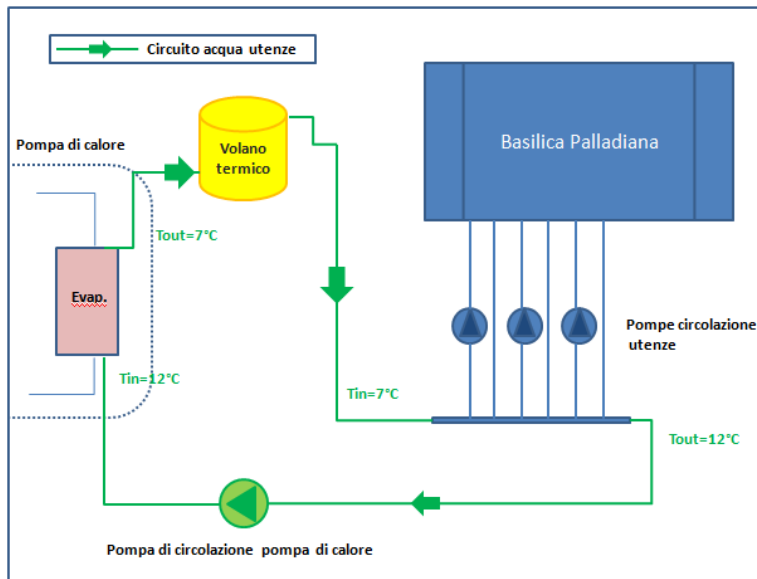 Circuito acqua utenze
Pompa di calore
Volano
termico
Basilica Palladiana
Tout=7°C
Evap.
Pompe circolazione
utenze
Tin=12°C
Tin=7°C
Tout=12°C
Pompa di circolazione pompa di calore